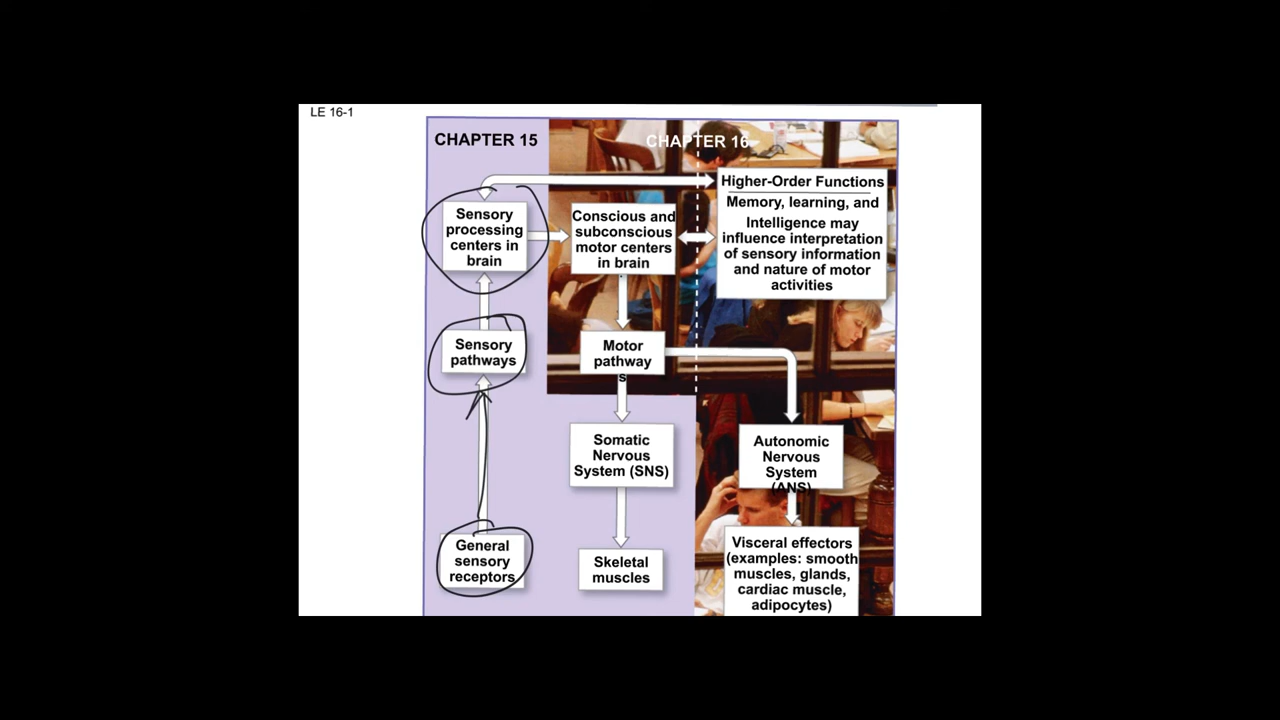 LE 16-1
CHAPTER 15
CHAPTER 16
Higher-Order Functions
Memory, learning, and
Intelligence may
influence interpretation
of sensory information
and nature of motor
activities
Sensory
processing
centers in
brain
Conscious and
subconscious
motor centers
in brain
Sensory
pathways
Motor
pathway
s
Somatic
Nervous
System (SNS)
Autonomic
Nervous
System
(ANS)
General
sensory
receptors
Skeletal
muscles
Visceral effectors
(examples: smooth
muscles, glands,
cardiac muscle,
adipocytes)